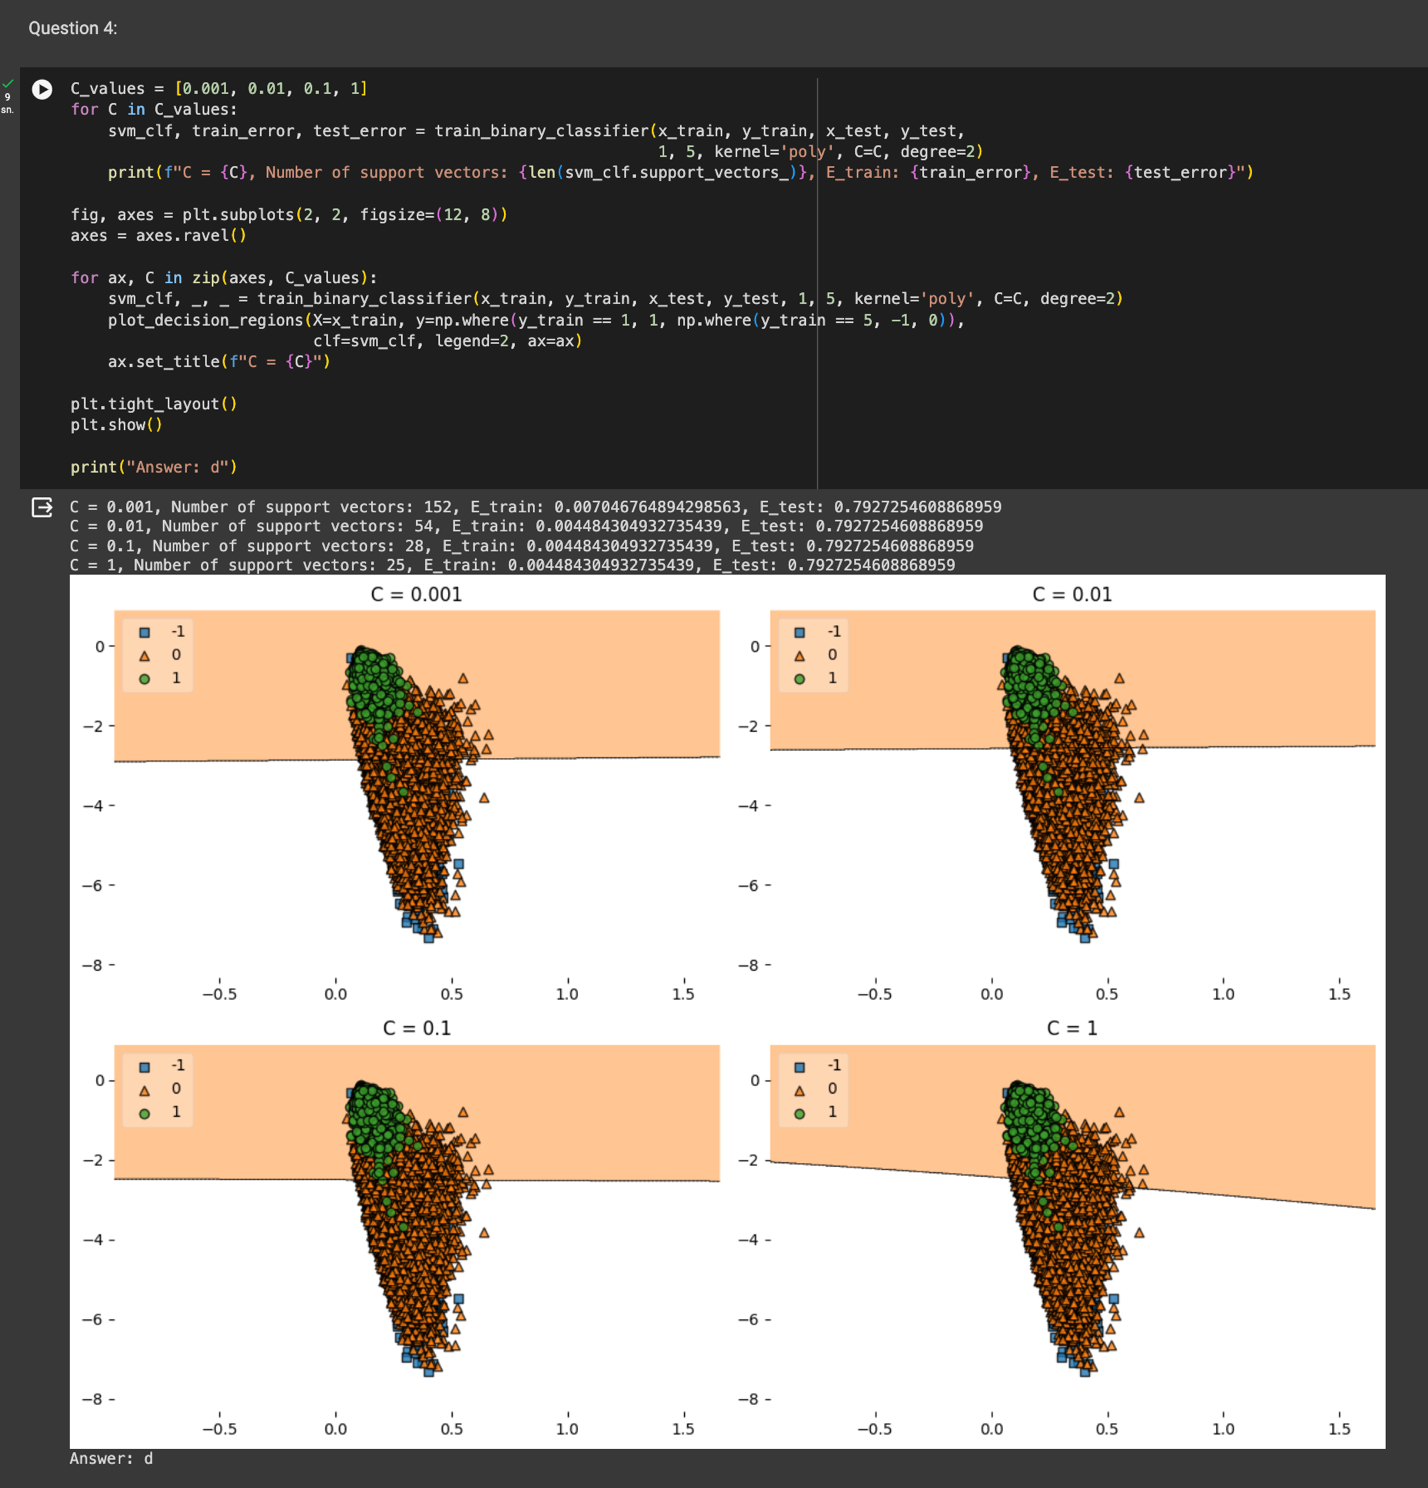 Question 4:
9
sn.
C_values = [0.001, 0.01, 0.1, 1]
for C in C_values:
    svm_clf, train_error, test_error = train_binary_classifier(x_train, y_train, x_test, y_test,
                                                               1, 5, kernel='poly', C=C, degree=2)
    print(f"C = {C}, Number of support vectors: {len(svm_clf.support_vectors_)}, E_train: {train_error}, E_test: {test_error}")
fig, axes = plt.subplots(2, 2, figsize=(12, 8))
axes = axes.ravel()
for ax, C in zip(axes, C_values):
    svm_clf, _, _ = train_binary_classifier(x_train, y_train, x_test, y_test, 1, 5, kernel='poly', C=C, degree=2)
    plot_decision_regions(X=x_train, y=np.where(y_train == 1, 1, np.where(y_train == 5, -1, 0)),
                          clf=svm_clf, legend=2, ax=ax)
    ax.set_title(f"C = {C}")
plt.tight_layout()
plt.show()
print("Answer: d")
C = 0.001, Number of support vectors: 152, E_train: 0.007046764894298563, E_test: 0.7927254608868959
C = 0.01, Number of support vectors: 54, E_train: 0.004484304932735439, E_test: 0.7927254608868959
C = 0.1, Number of support vectors: 28, E_train: 0.004484304932735439, E_test: 0.7927254608868959
C = 1, Number of support vectors: 25, E_train: 0.004484304932735439, E_test: 0.7927254608868959
C = 0.001
-1
0
1
0
−2
−4
−6
−8
−0.5 0.0 0.5 1.0 1.5
C = 0.01
-1
0
1
0
−2
−4
−6
−8
−0.5 0.0 0.5 1.0 1.5
C = 0.1
-1
0
1
0
−2
−4
−6
−8
−0.5 0.0 0.5 1.0 1.5
C = 1
-1
0
1
0
−2
−4
−6
−8
−0.5 0.0 0.5 1.0 1.5
Answer: d